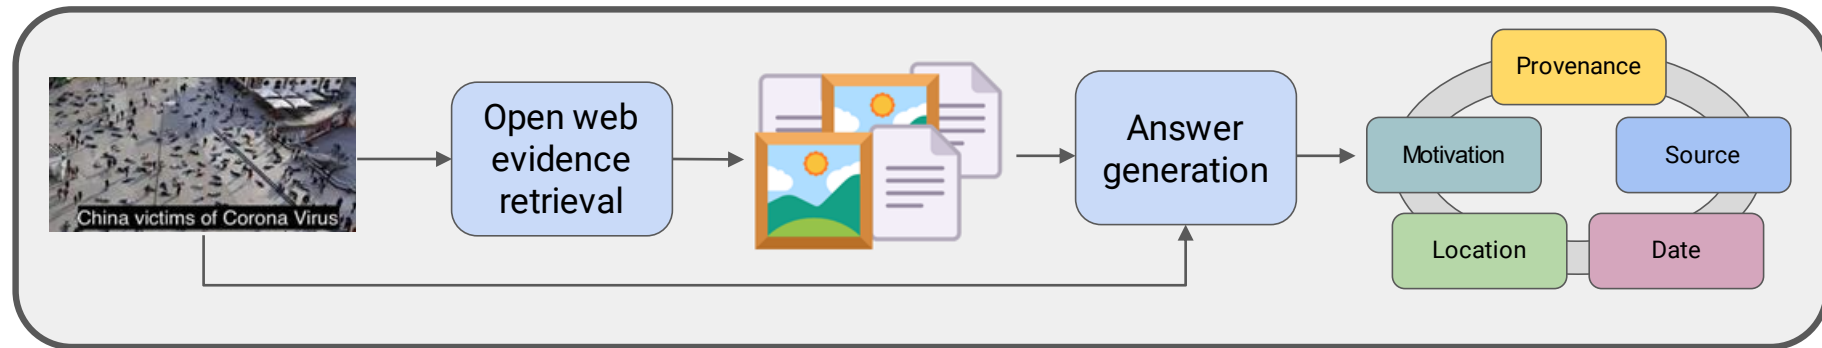 China victims of Corona Virus
Open web
evidence
retrieval
Answer
generation
Provenance
Motivation
Source
Location
Date